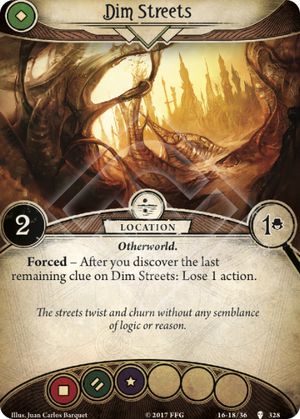 Dim Streets
2
LOCATION
1
Otherworld.
Forced – After you discover the last
remaining clue on Dim Streets: Lose 1 action.
The streets twist and churn without any semblance
of logic or reason.
Illus. Juan Carlos Barquet
© 2017 FFG
16-18/36
328